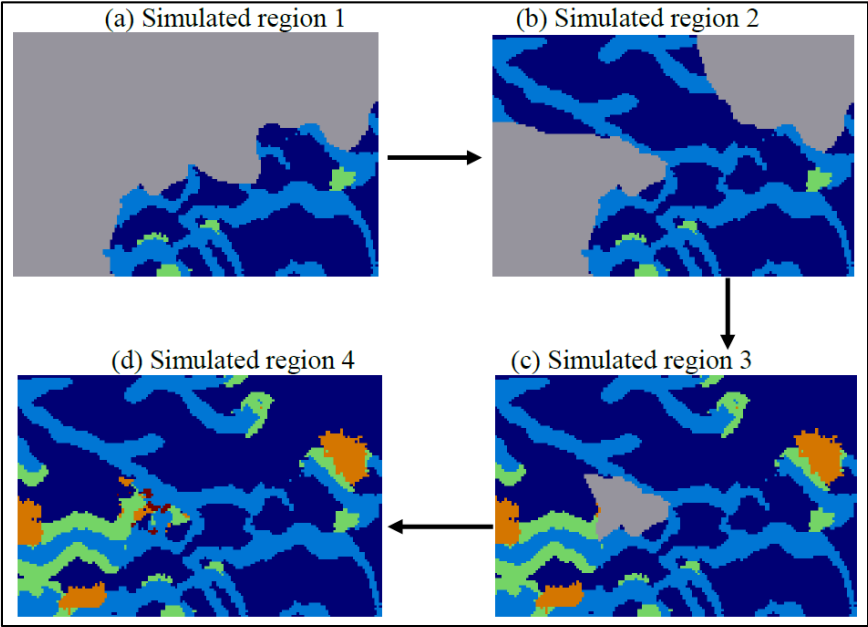 (a) Simulated region 1
(b) Simulated region 2
(d) Simulated region 4
(c) Simulated region 3